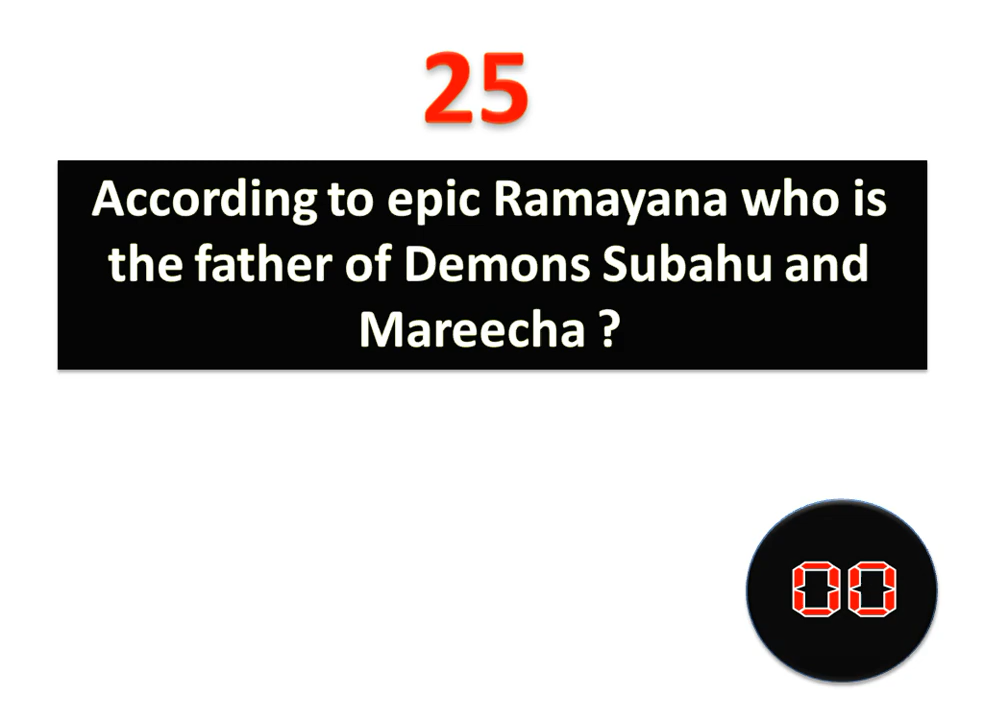 25
According to epic Ramayana who is
the father of Demons Subahu and
Mareecha ?
00